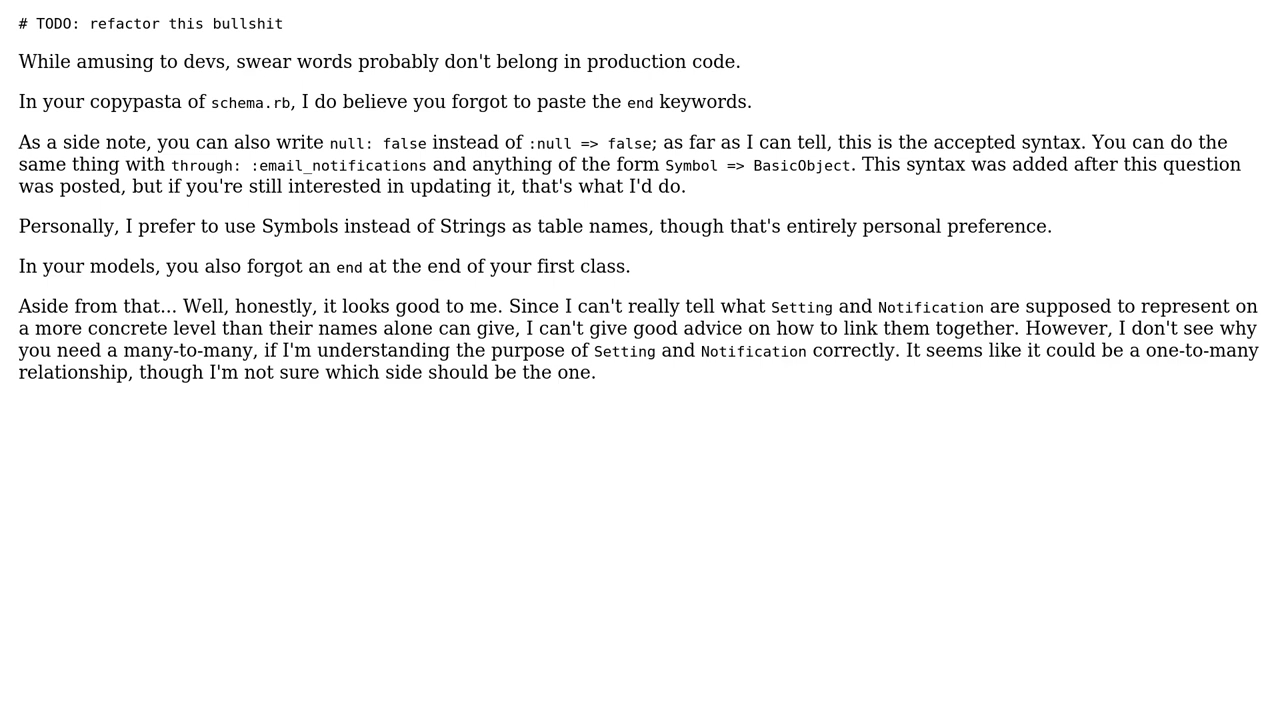 # TODO: refactor this bullshit
While amusing to devs, swear words probably don't belong in production code.
In your copypasta of schema.rb, I do believe you forgot to paste the end keywords.
As a side note, you can also write null: false instead of :null => false; as far as I can tell, this is the accepted syntax. You can do the
same thing with through: :email_notifications and anything of the form Symbol => BasicObject. This syntax was added after this question
was posted, but if you're still interested in updating it, that's what I'd do.
Personally, I prefer to use Symbols instead of Strings as table names, though that's entirely personal preference.
In your models, you also forgot an end at the end of your first class.
Aside from that... Well, honestly, it looks good to me. Since I can't really tell what Setting and Notification are supposed to represent on
a more concrete level than their names alone can give, I can't give good advice on how to link them together. However, I don't see why
you need a many-to-many, if I'm understanding the purpose of Setting and Notification correctly. It seems like it could be a one-to-many
relationship, though I'm not sure which side should be the one.